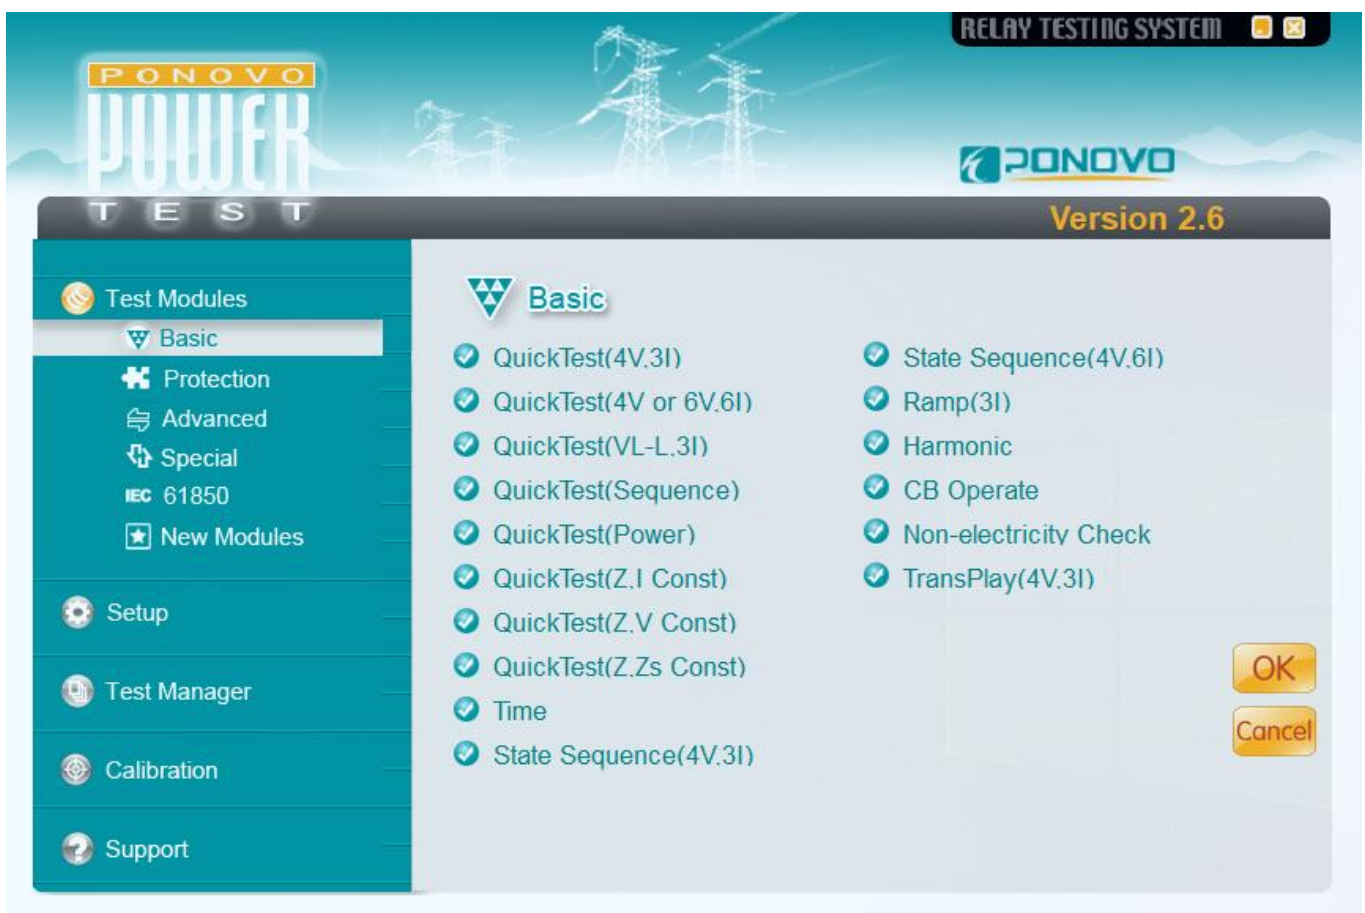 RELAY TESTING SYSTEM
PONOVO
POWER
TEST
PONOVO
Version 2.6
Test Modules
Basic
Protection
Advanced
Special
IEC 61850
New Modules
Setup
Test Manager
Calibration
Support
Basic
QuickTest(4V,3I)
QuickTest(4V or 6V,6I)
QuickTest(VL-L,3I)
QuickTest(Sequence)
QuickTest(Power)
QuickTest(Z,I Const)
QuickTest(Z,V Const)
QuickTest(Z,Zs Const)
Time
State Sequence(4V,3I)
State Sequence(4V,6I)
Ramp(3I)
Harmonic
CB Operate
Non-electricity Check
TransPlay(4V,3I)
OK
Cancel